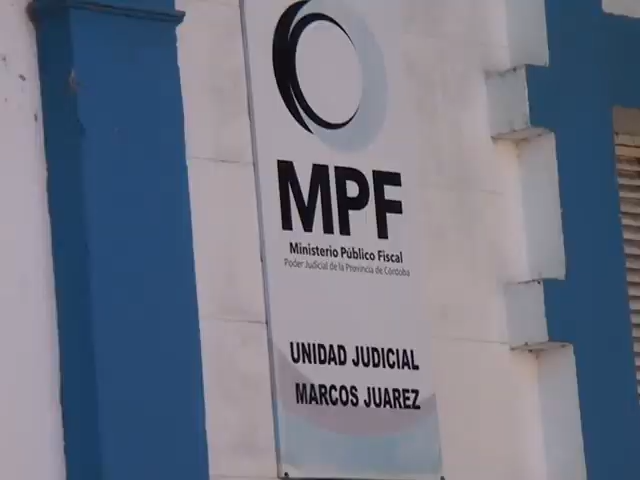 MPF
Ministerio Público Fiscal
Poder Judicial de la Provincia de Córdoba
UNIDAD JUDICIAL
MARCOS JUAREZ